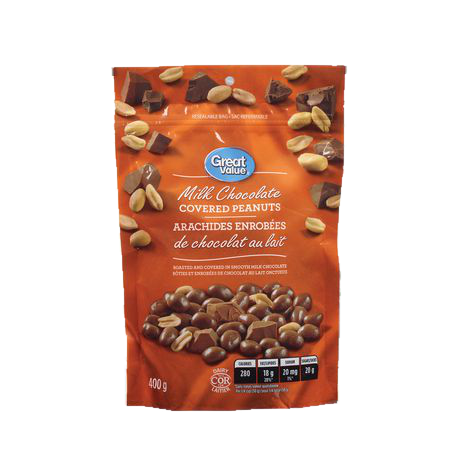 RESEALABLE BAG • SAC REFERMABLE
Great
Value
Milk Chocolate
COVERED PEANUTS
ARACHIDES ENROBÉES
de chocolat au lait
ROASTED AND COVERED IN SMOOTH MILK CHOCOLATE
RÔTIES ET ENROBÉES DE CHOCOLAT AU LAIT ONCTUEUX
CALORIES
280
FAT/LIPIDES
18 g
20 mg
20 g
DAIRY
COR
LAITIER
400 g